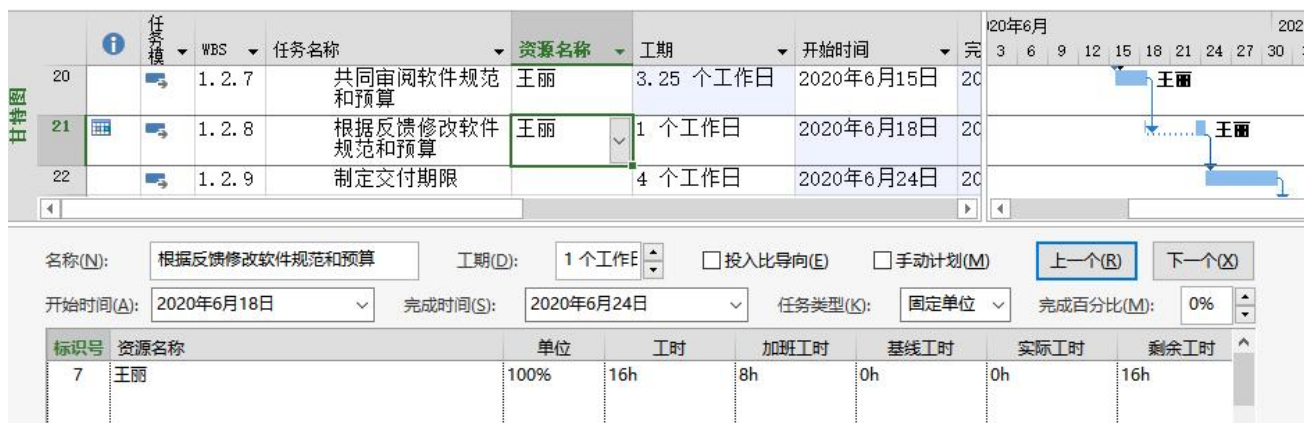 甘特图
任务模
WBS
任务名称
资源名称
工期
开始时间
完
020年6月
202
3 6 9 12 15 18 21 24 27 30
20 1.2.7 共同审阅软件规范 王丽 3.25 个工作日 2020年6月15日 20 王丽
和预算
21 1.2.8 根据反馈修改软件 王丽 1 个工作日 2020年6月18日 20 王丽
规范和预算
22 1.2.9 制定交付期限 4 个工作日 2020年6月24日 20
名称(N): 根据反馈修改软件规范和预算 工期(D): 1 个工作日 投入比导向(E) 手动计划(M) 上一个(R) 下一个(X)
开始时间(A): 2020年6月18日 完成时间(S): 2020年6月24日 任务类型(K): 固定单位 完成百分比(M): 0%
标识号 资源名称 单位 工时 加班工时 基线工时 实际工时 剩余工时
7 王丽 100% 16h 8h 0h 0h 16h